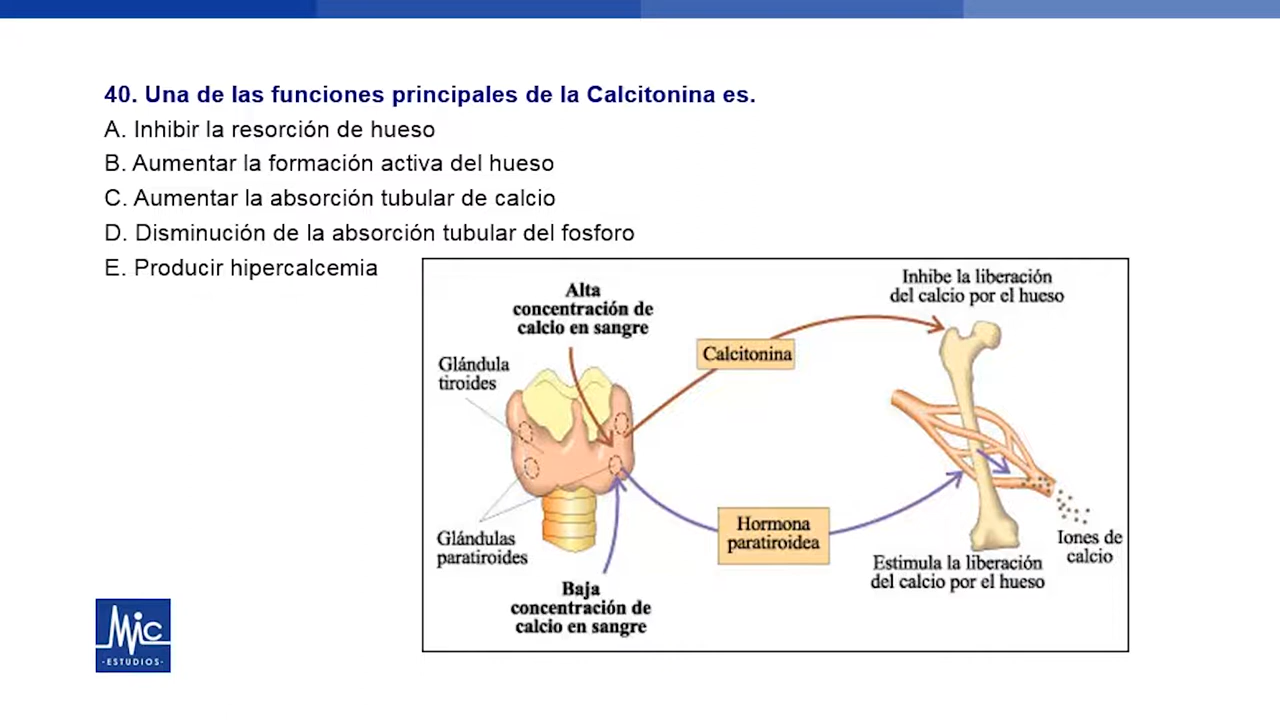 40. Una de las funciones principales de la Calcitonina es.
A. Inhibir la resorción de hueso
B. Aumentar la formación activa del hueso
C. Aumentar la absorción tubular de calcio
D. Disminución de la absorción tubular del fosforo
E. Producir hipercalcemia
Alta
concentración de
calcio en sangre
Inhibe la liberación
del calcio por el hueso
Calcitonina
Glándula
tiroides
Glándulas
paratiroides
Hormona
paratiroidea
Iones de
calcio
Estimula la liberación
del calcio por el hueso
Baja
concentración de
calcio en sangre
Mic
·ESTUDIOS·